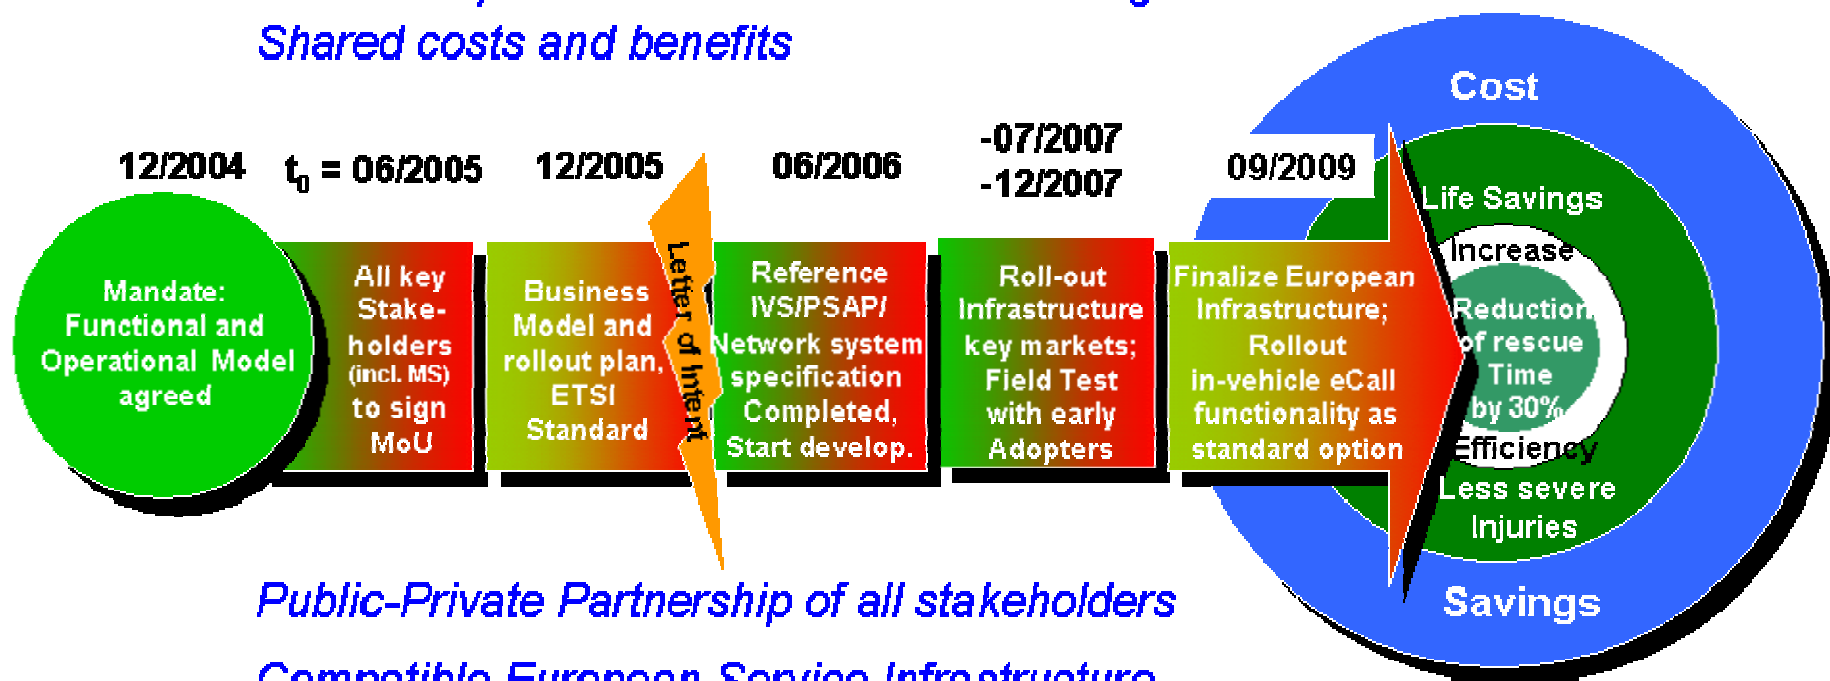 Shared costs and benefits
12/2004
t0 = 06/2005
12/2005
06/2006
-07/2007
-12/2007
09/2009
Mandate:
Functional and
Operational Model
agreed
All key
Stake-
holders
(incl. MS)
to sign
MoU
Business
Model and
rollout plan,
ETSI
Standard
Letter of Intent
Reference
IVS/PSAP/
Network system
specification
Completed,
Start develop.
Roll-out
Infrastructure
key markets;
Field Test
with early
Adopters
Finalize European
Infrastructure;
Rollout
in-vehicle eCall
functionality as
standard option
Cost
Life Savings
Increase
Reduction
of rescue
Time
by 30%
Efficiency
Less severe
Injuries
Savings
Public-Private Partnership of all stakeholders
Compatible European Service Infrastructure